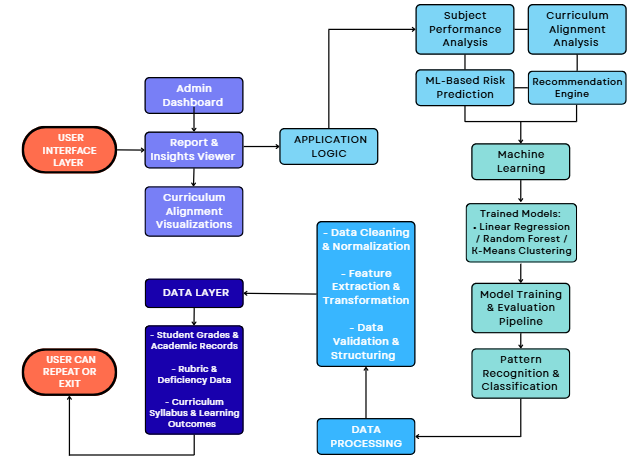 USER
INTERFACE
LAYER
Admin
Dashboard
Report &
Insights Viewer
Curriculum
Alignment
Visualizations
APPLICATION
LOGIC
Subject
Performance
Analysis
Curriculum
Alignment
Analysis
ML-Based Risk
Prediction
Recommendation
Engine
Machine
Learning
Trained Models:
• Linear Regression
/ Random Forest /
K-Means Clustering
Model Training
& Evaluation
Pipeline
Pattern
Recognition &
Classification
DATA
PROCESSING
- Data Cleaning
& Normalization
- Feature
Extraction &
Transformation
- Data
Validation &
Structuring
DATA LAYER
- Student Grades &
Academic Records
- Rubric &
Deficiency Data
- Curriculum
Syllabus & Learning
Outcomes
USER CAN
REPEAT OR
EXIT